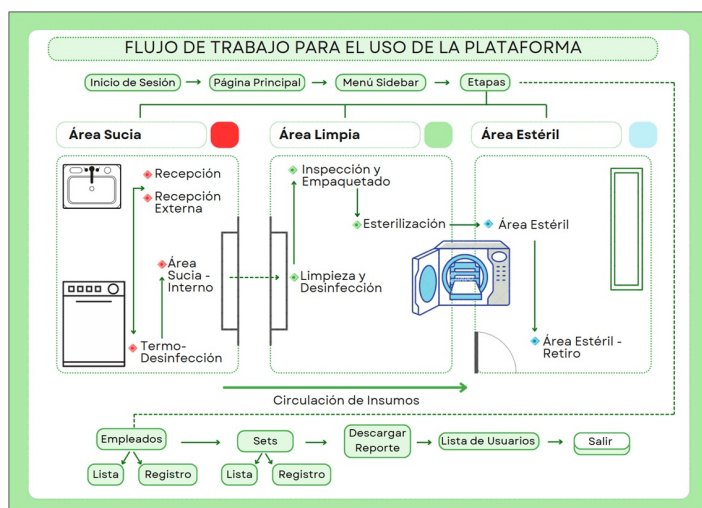 FLUJO DE TRABAJO PARA EL USO DE LA PLATAFORMA
Inicio de Sesión
Página Principal
Menú Sidebar
Etapas
Área Sucia
Área Limpia
Área Estéril
Recepción
Recepción
Externa
Área
Sucia -
Interno
Termo-
Desinfección
Inspección y
Empaquetado
Esterilización
Limpieza y
Desinfección
Área Estéril
Área Estéril -
Retiro
Circulación de Insumos
Empleados
Lista
Registro
Sets
Lista
Registro
Descargar
Reporte
Lista de Usuarios
Salir